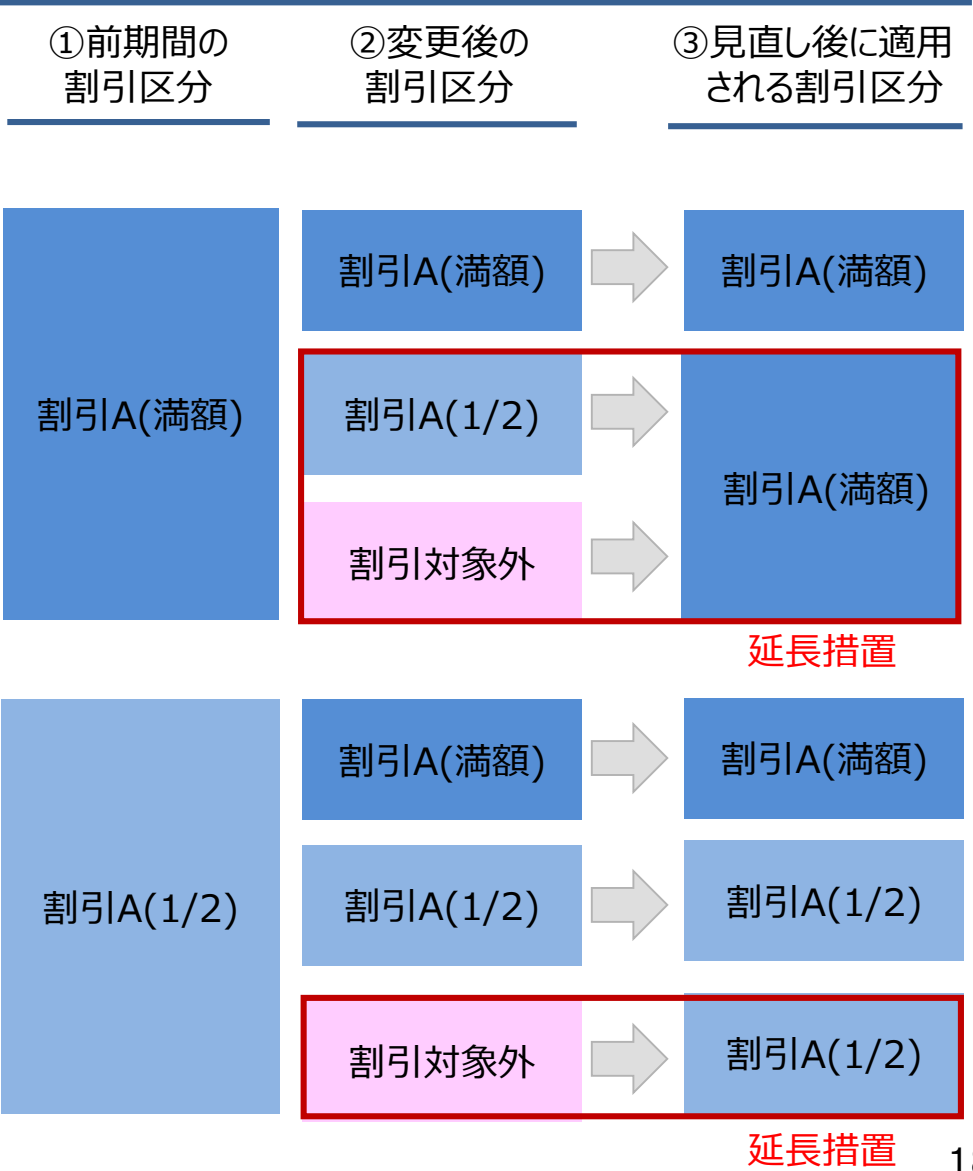 ①前期間の
割引区分
②変更後の
割引区分
③見直し後に適用
される割引区分
割引A(満額)
割引A(満額)
割引A(満額)
割引A(1/2)
割引対象外
割引A(満額)
延長措置
割引A(1/2)
割引A(満額)
割引A(満額)
割引A(1/2)
割引A(1/2)
割引対象外
割引A(1/2)
延長措置